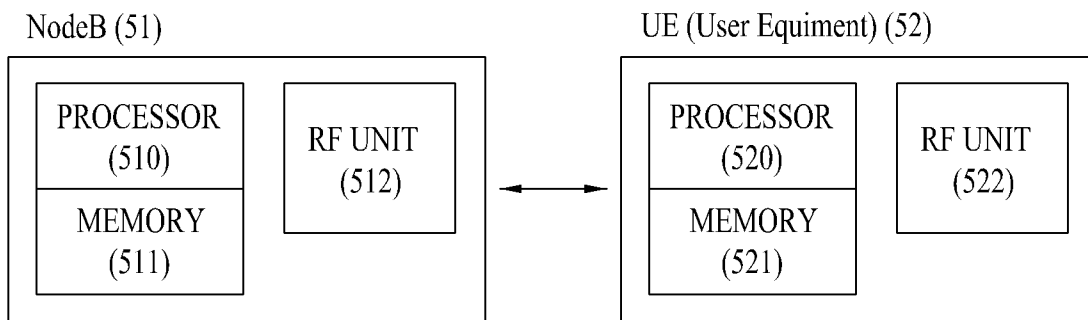 NodeB (51)
PROCESSOR
(510)
MEMORY
(511)
RF UNIT
(512)
UE (User Equiment) (52)
PROCESSOR
(520)
MEMORY
(521)
RF UNIT
(522)